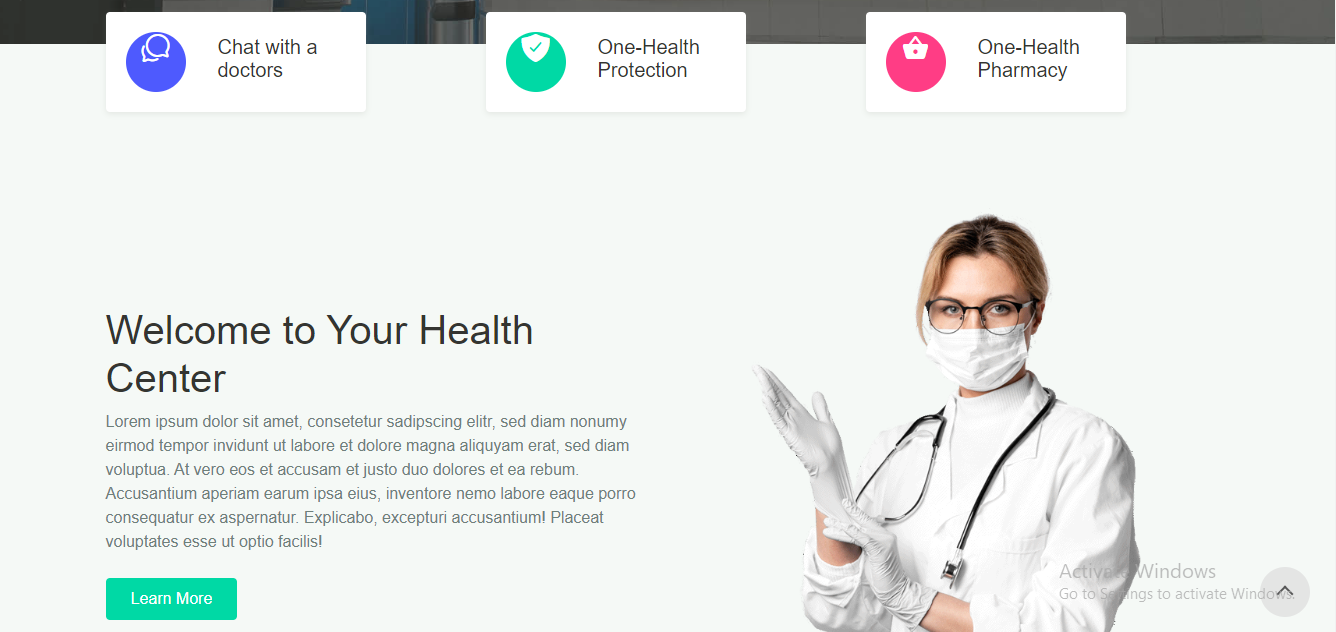 Chat with a
doctors
One-Health
Protection
One-Health
Pharmacy
Welcome to Your Health
Center
Lorem ipsum dolor sit amet, consetetur sadipscing elitr, sed diam nonumy
eirmod tempor invidunt ut labore et dolore magna aliquyam erat, sed diam
voluptua. At vero eos et accusam et justo duo dolores et ea rebum.
Accusantium aperiam earum ipsa eius, inventore nemo labore eaque porro
consequatur ex aspernatur. Explicabo, excepturi accusantium! Placeat
voluptates esse ut optio facilis!
Learn More
Activate Windows
Go to Settings to activate Windows.